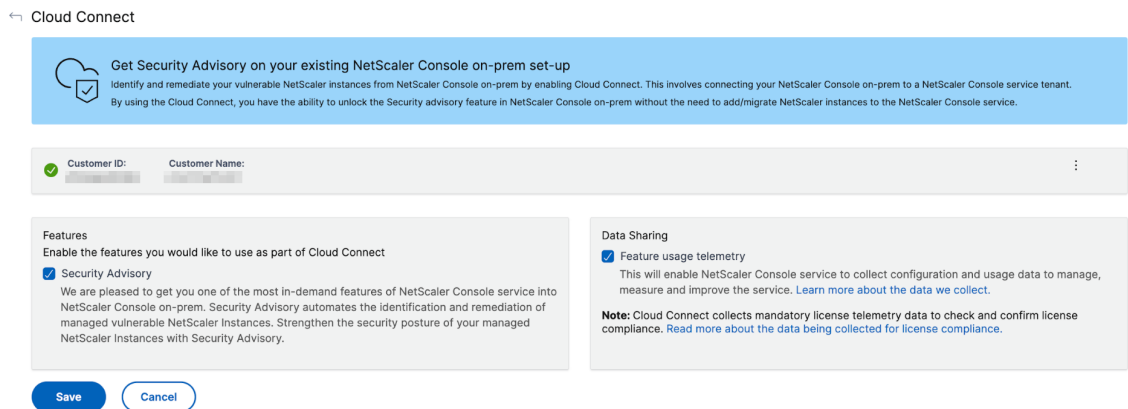 Cloud Connect
Get Security Advisory on your existing NetScaler Console on-prem set-up
Identify and remediate your vulnerable NetScaler instances from NetScaler Console on-prem by enabling Cloud Connect. This involves connecting your NetScaler Console on-prem to a NetScaler Console service tenant.
By using the Cloud Connect, you have the ability to unlock the Security advisory feature in NetScaler Console on-prem without the need to add/migrate NetScaler instances to the NetScaler Console service.
Customer ID: Customer Name:
Features
Enable the features you would like to use as part of Cloud Connect
Security Advisory
We are pleased to get you one of the most in-demand features of NetScaler Console service into
NetScaler Console on-prem. Security Advisory automates the identification and remediation of
managed vulnerable NetScaler Instances. Strengthen the security posture of your managed
NetScaler Instances with Security Advisory.
Data Sharing
Feature usage telemetry
This will enable NetScaler Console service to collect configuration and usage data to manage,
measure and improve the service. Learn more about the data we collect.
Note: Cloud Connect collects mandatory license telemetry data to check and confirm license
compliance. Read more about the data being collected for license compliance.
Save Cancel